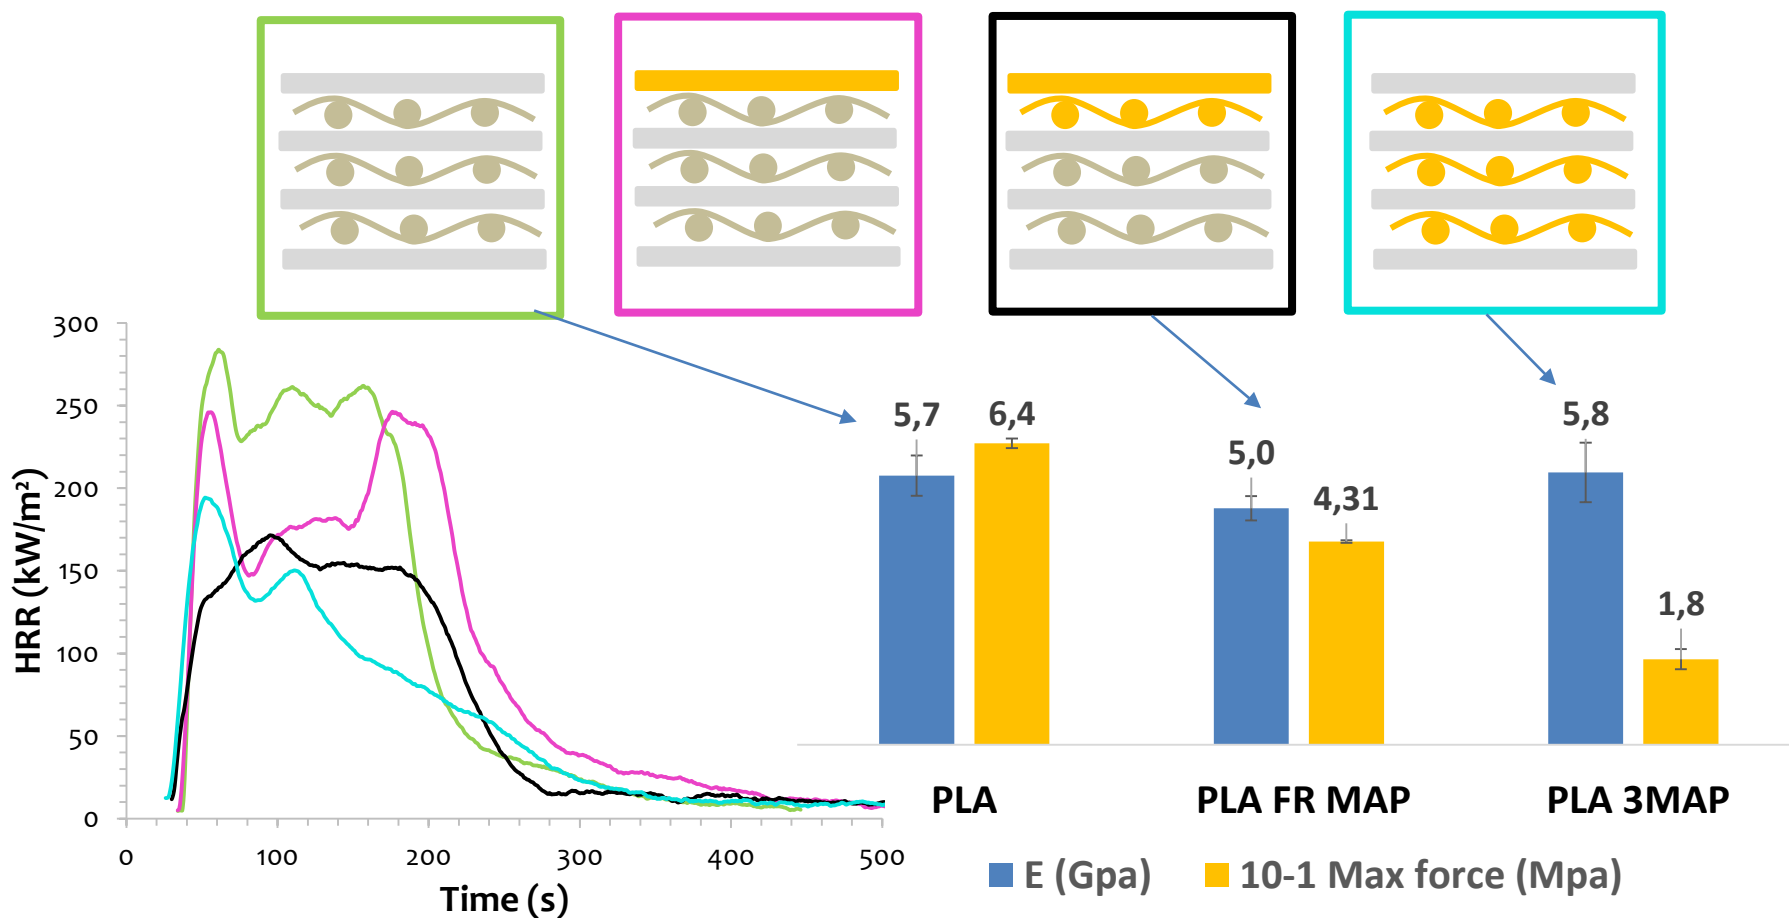 300
250
200
150
100
50
0
HRR (kW/m²)
0 100 200 300 400 500
Time (s)
5,7 6,4
5,0 4,31
5,8 1,8
PLA PLA FR MAP PLA 3MAP
E (Gpa) 10-1 Max force (Mpa)